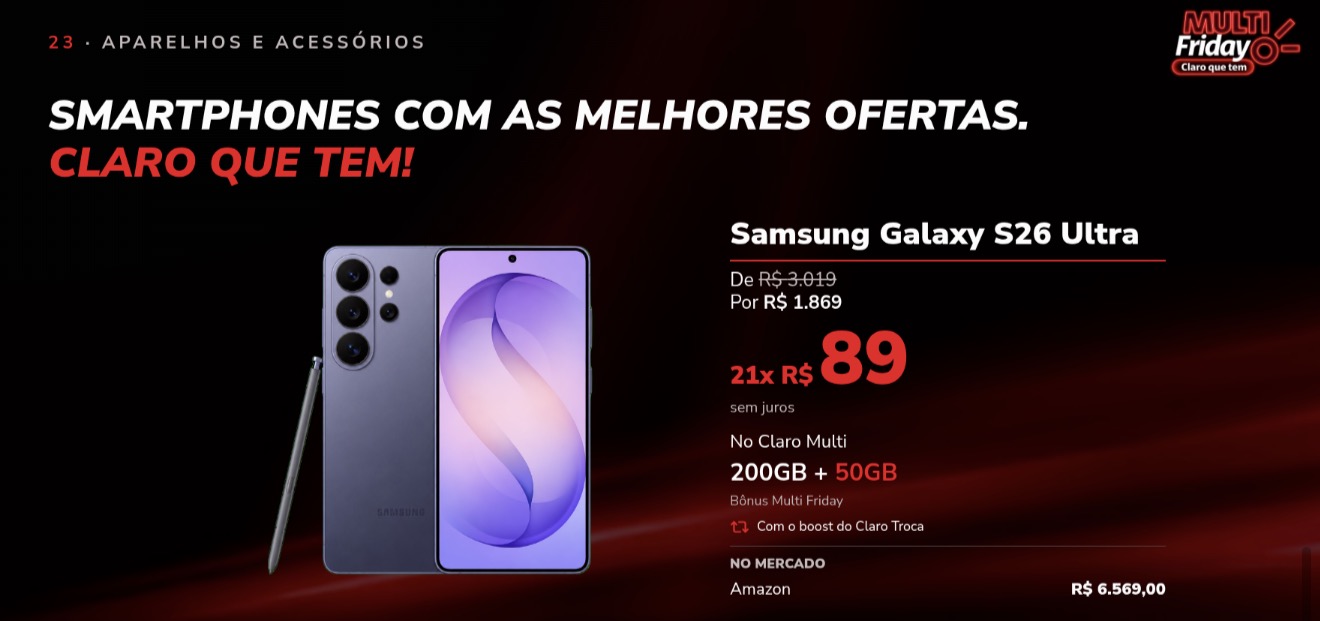 23 · APARELHOS E ACESSÓRIOS
MULTI
Friday
Claro que tem
SMARTPHONES COM AS MELHORES OFERTAS.
CLARO QUE TEM!
Samsung Galaxy S26 Ultra
De R$ 3.019
Por R$ 1.869
21x R$ 89
sem juros
No Claro Multi
200GB + 50GB
Bônus Multi Friday
Com o boost do Claro Troca
NO MERCADO
Amazon R$ 6.569,00
SAMSUNG